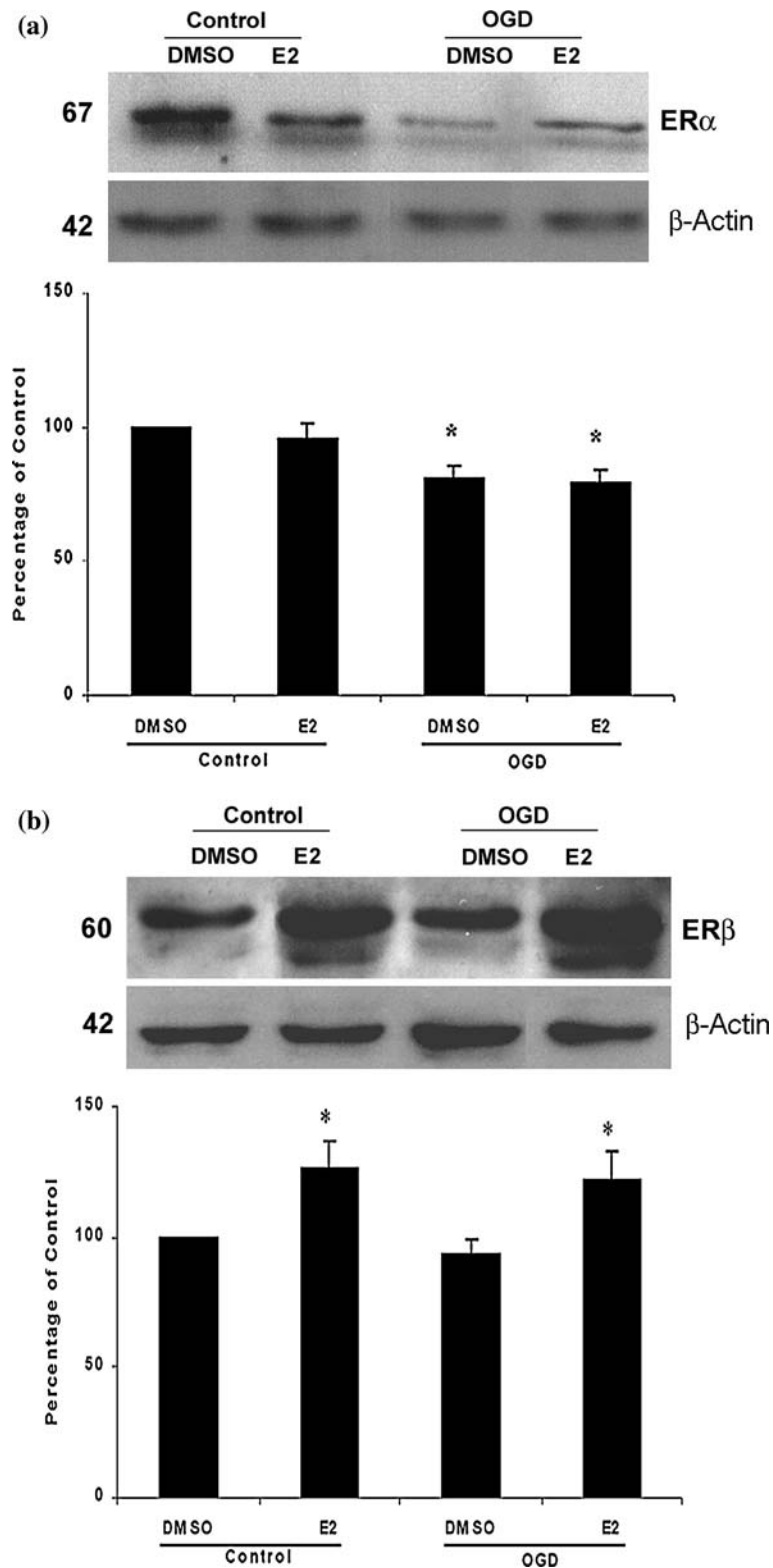 (a)
Control OGD
DMSO E2 DMSO E2
67 ERα
42 β-Actin
150
* *
100
50
0
Percentage of Control
DMSO E2 DMSO E2
Control OGD
(b)
Control OGD
DMSO E2 DMSO E2
60 ERβ
42 β-Actin
150
* *
100
50
0
Percentage of Control
DMSO E2 DMSO E2
Control OGD